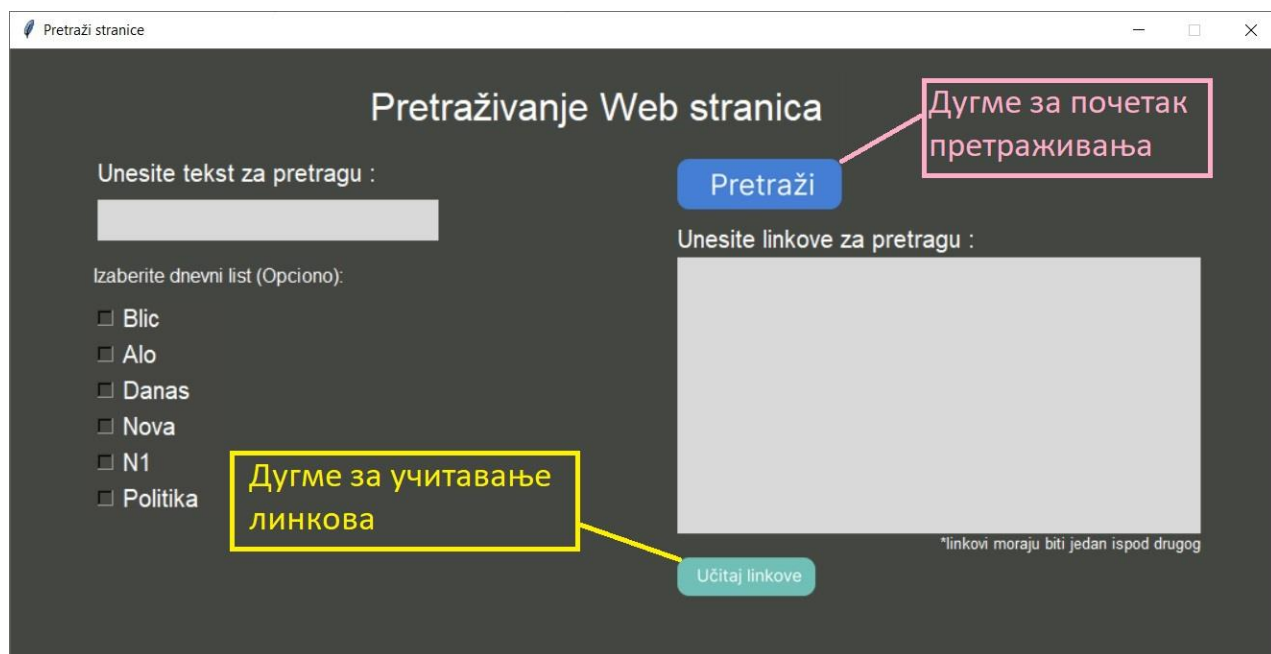 Pretraži stranice
Pretraživanje Web stranica
Дугме за почетак
претраживања
Unesite tekst za pretragu :
Pretraži
Unesite linkove za pretragu :
Izaberite dnevni list (Opciono):
Blic
Alo
Danas
Nova
N1
Politika
Дугме за учитавање
линкова
*linkovi moraju biti jedan ispod drugog
Učitaj linkove